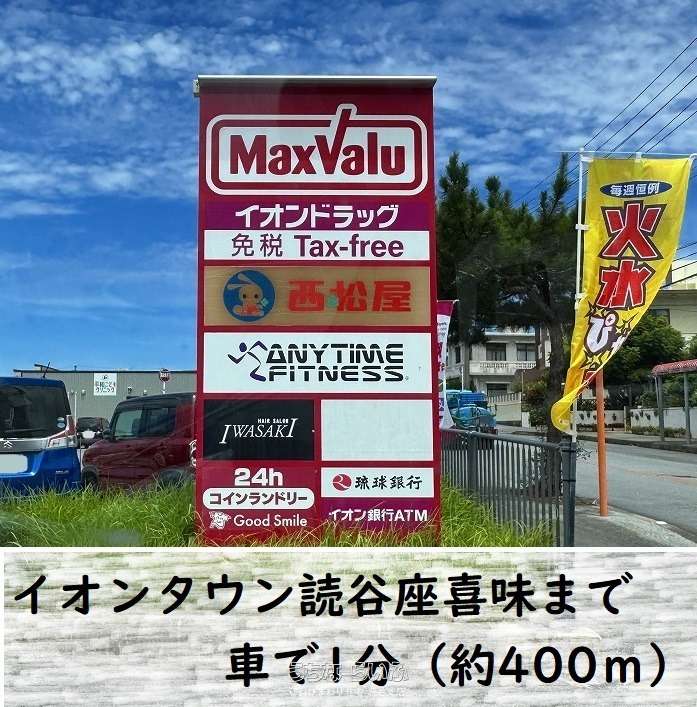 MaxValu
イオンドラッグ
免税 Tax-free
西松屋
ANYTIME
FITNESS
HAIR SALON
IWASAKI
24h
コインランドリー
Good Smile
琉球銀行
イオン銀行ATM
毎週恒例
火水
イオンタウン読谷座喜味まで
車で1分（約400m）